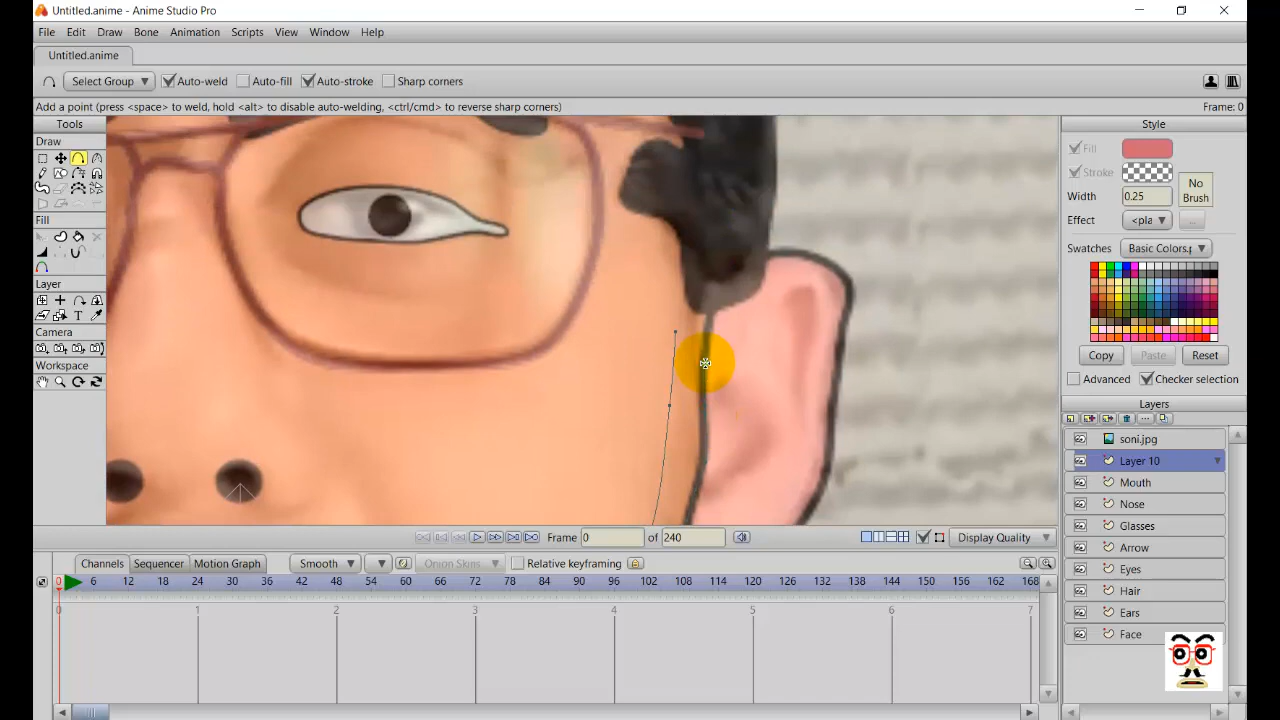 Untitled.anime - Anime Studio Pro
File Edit Draw Bone Animation Scripts View Window Help
Untitled.anime
Select Group Auto-weld Auto-fill Auto-stroke Sharp corners
Add a point (press <space> to weld, hold <alt> to disable auto-welding, <ctrl/cmd> to reverse sharp corners) Frame: 0
Tools
Draw
Fill
Layer
Camera
Workspace
Style
Fill
Stroke
No Brush
Width 0.25
Effect <pla ...
Swatches Basic Colors.p
Copy Paste Reset
Advanced Checker selection
Layers
soni.jpg
Layer 10
Mouth
Nose
Glasses
Arrow
Eyes
Hair
Ears
Face
Frame 0 of 240 Display Quality
Channels Sequencer Motion Graph Smooth Onion Skins Relative keyframing
0 6 12 18 24 30 36 42 48 54 60 66 72 78 84 90 96 102 108 114 120 126 132 138 144 150 156 162 168
0 1 2 3 4 5 6 7